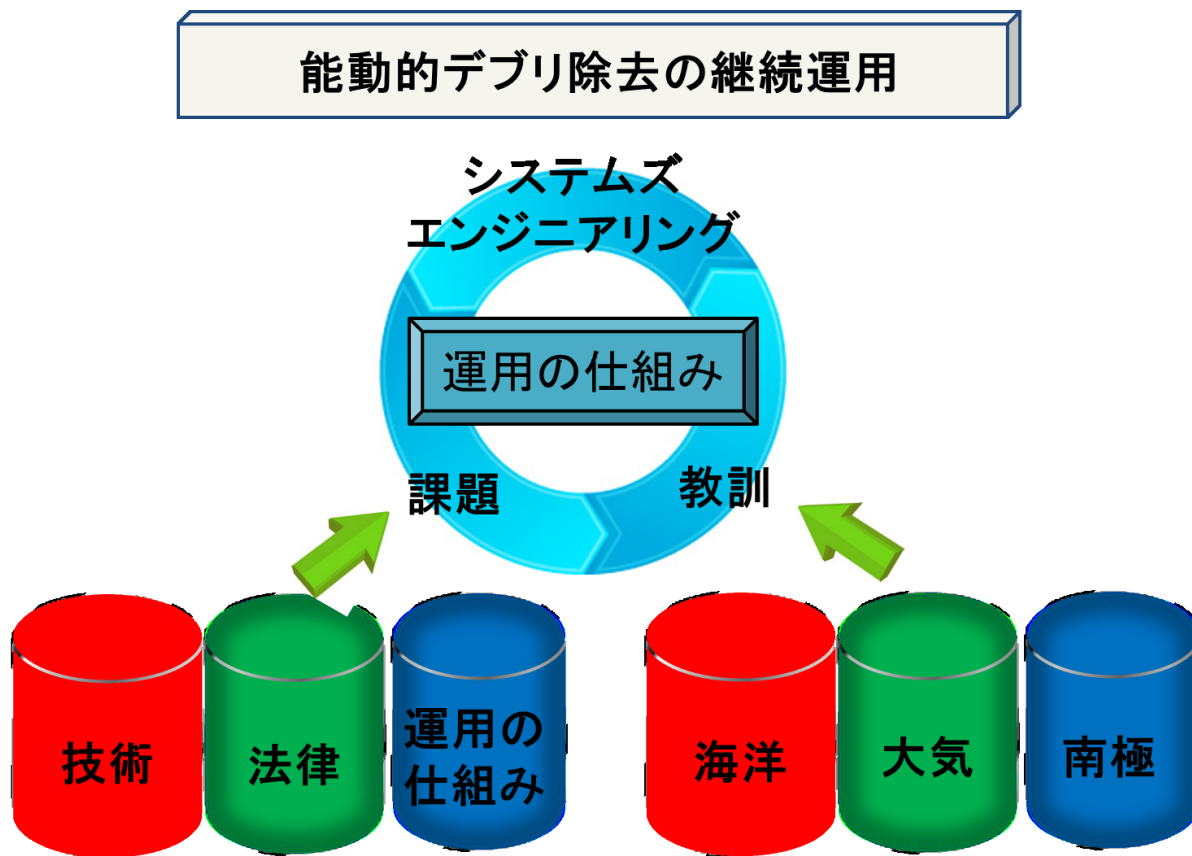 能動的デブリ除去の継続運用
システムズ
エンジニアリング
運用の仕組み
課題
教訓
技術
法律
運用の
仕組み
海洋
大気
南極